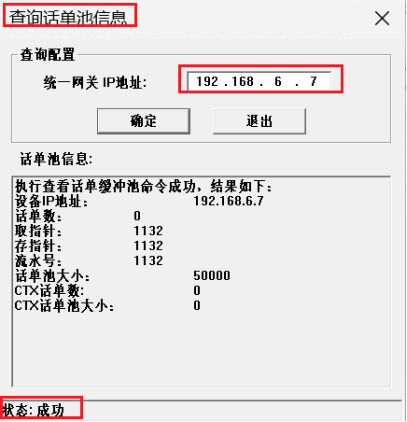 查询话单池信息
查询配置
统一网关 IP地址: 192 . 168 . 6 . 7
确定 退出
话单池信息:
执行查看话单缓冲池命令成功，结果如下:
设备IP地址: 192.168.6.7
话单数: 0
取指针: 1132
存指针: 1132
流水号: 1132
话单池大小: 50000
CTX话单数: 0
CTX话单池大小: 0
状态: 成功